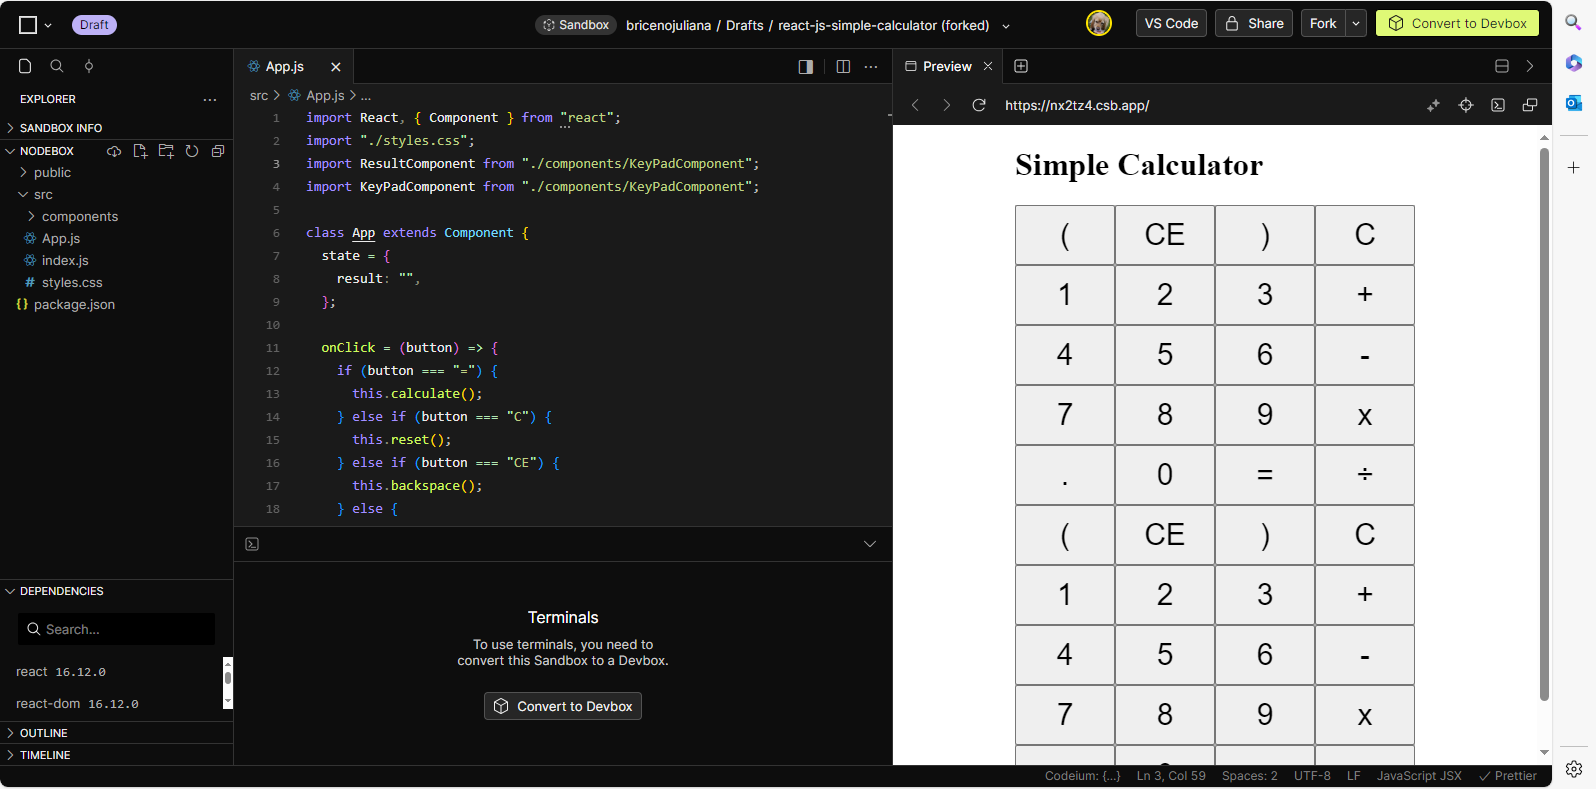 Draft
Sandbox bricenojuliana / Drafts / react-js-simple-calculator (forked)
VS Code
Share
Fork
Convert to Devbox
EXPLORER
SANDBOX INFO
NODEBOX
public
src
components
App.js
index.js
# styles.css
{} package.json
DEPENDENCIES
Search...
react 16.12.0
react-dom 16.12.0
OUTLINE
TIMELINE
App.js
src > App.js > ...
1 import React, { Component } from "react";
2 import "./styles.css";
3 import ResultComponent from "./components/KeyPadComponent";
4 import KeyPadComponent from "./components/KeyPadComponent";
5
6 class App extends Component {
7 state = {
8 result: "",
9 };
10
11 onClick = (button) => {
12 if (button === "=") {
13 this.calculate();
14 } else if (button === "C") {
15 this.reset();
16 } else if (button === "CE") {
17 this.backspace();
18 } else {
Terminals
To use terminals, you need to
convert this Sandbox to a Devbox.
Convert to Devbox
Preview
https://nx2tz4.csb.app/
Simple Calculator
( CE ) C
1 2 3 +
4 5 6 -
7 8 9 x
. 0 = ÷
( CE ) C
1 2 3 +
4 5 6 -
7 8 9 x
Codeium: {...} Ln 3, Col 59 Spaces: 2 UTF-8 LF JavaScript JSX Prettier